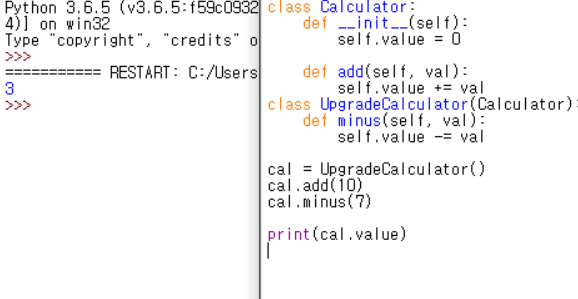 Python 3.6.5 (v3.6.5:f59c0932
4)] on win32
Type "copyright", "credits" o
>>>
=========== RESTART: C:/Users
3
>>>
class Calculator:
    def __init__(self):
        self.value = 0

    def add(self, val):
        self.value += val
class UpgradeCalculator(Calculator):
    def minus(self, val):
        self.value -= val

cal = UpgradeCalculator()
cal.add(10)
cal.minus(7)

print(cal.value)